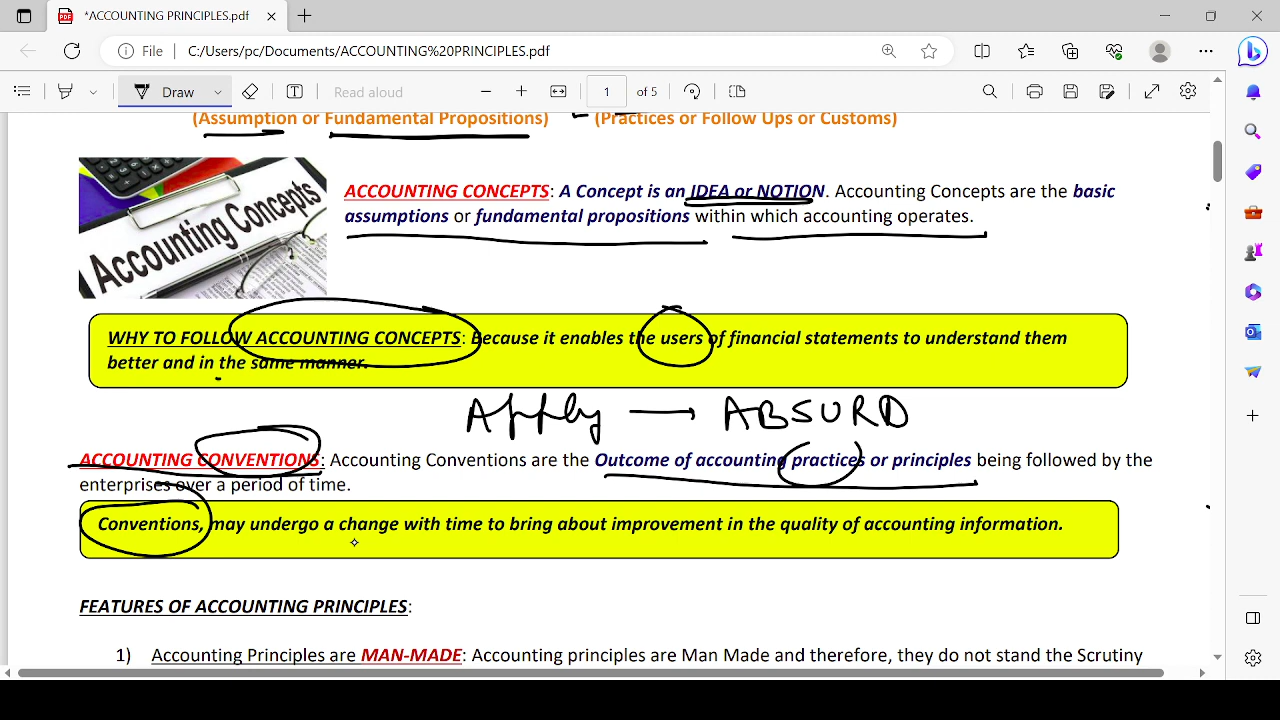 *ACCOUNTING PRINCIPLES.pdf
File C:/Users/pc/Documents/ACCOUNTING%20PRINCIPLES.pdf
Draw Read aloud 1 of 5
(Assumption or Fundamental Propositions) (Practices or Follow Ups or Customs)
Accounting Concepts
ACCOUNTING CONCEPTS: A Concept is an IDEA or NOTION. Accounting Concepts are the basic
assumptions or fundamental propositions within which accounting operates.
WHY TO FOLLOW ACCOUNTING CONCEPTS: Because it enables the users of financial statements to understand them
better and in the same manner.
Apply → ABSURD
ACCOUNTING CONVENTIONS: Accounting Conventions are the Outcome of accounting practices or principles being followed by the
enterprises over a period of time.
Conventions, may undergo a change with time to bring about improvement in the quality of accounting information.
FEATURES OF ACCOUNTING PRINCIPLES:
1) Accounting Principles are MAN-MADE: Accounting principles are Man Made and therefore, they do not stand the Scrutiny